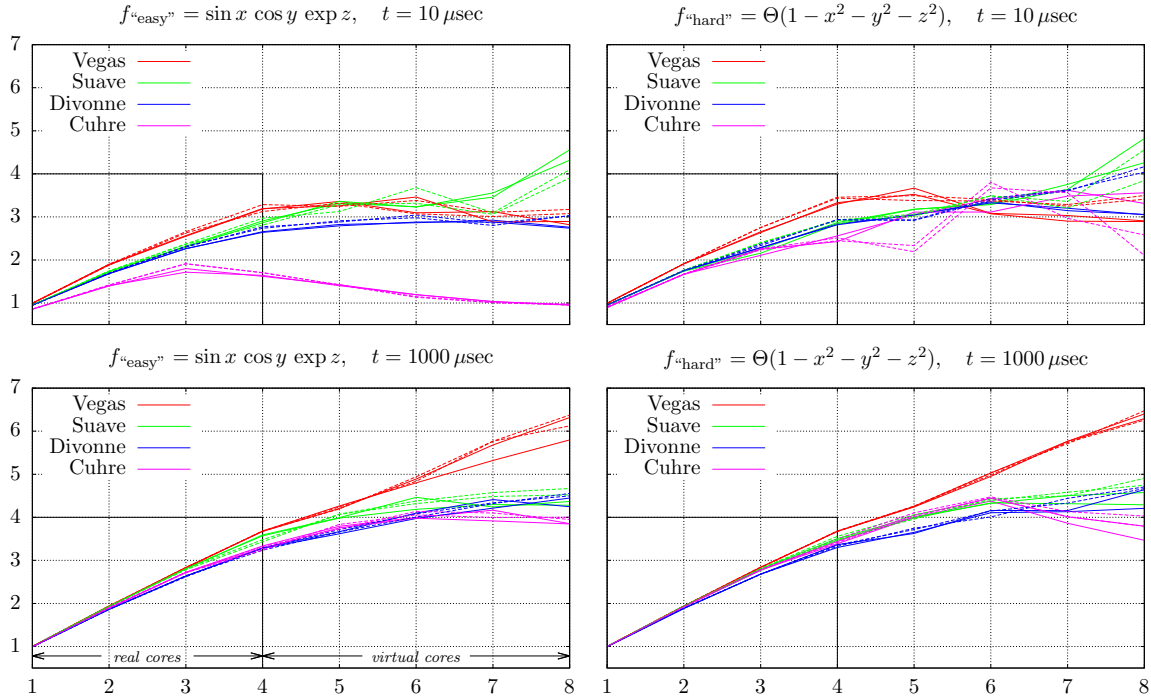 f“easy” = sin x cos y exp z, t = 10 μsec
7
6
5
4
3
2
1
Vegas
Suave
Divonne
Cuhre
f“hard” = Θ(1 − x² − y² − z²), t = 10 μsec
Vegas
Suave
Divonne
Cuhre
f“easy” = sin x cos y exp z, t = 1000 μsec
7
6
5
4
3
2
1
Vegas
Suave
Divonne
Cuhre
real cores virtual cores
1 2 3 4 5 6 7 8
f“hard” = Θ(1 − x² − y² − z²), t = 1000 μsec
Vegas
Suave
Divonne
Cuhre
1 2 3 4 5 6 7 8